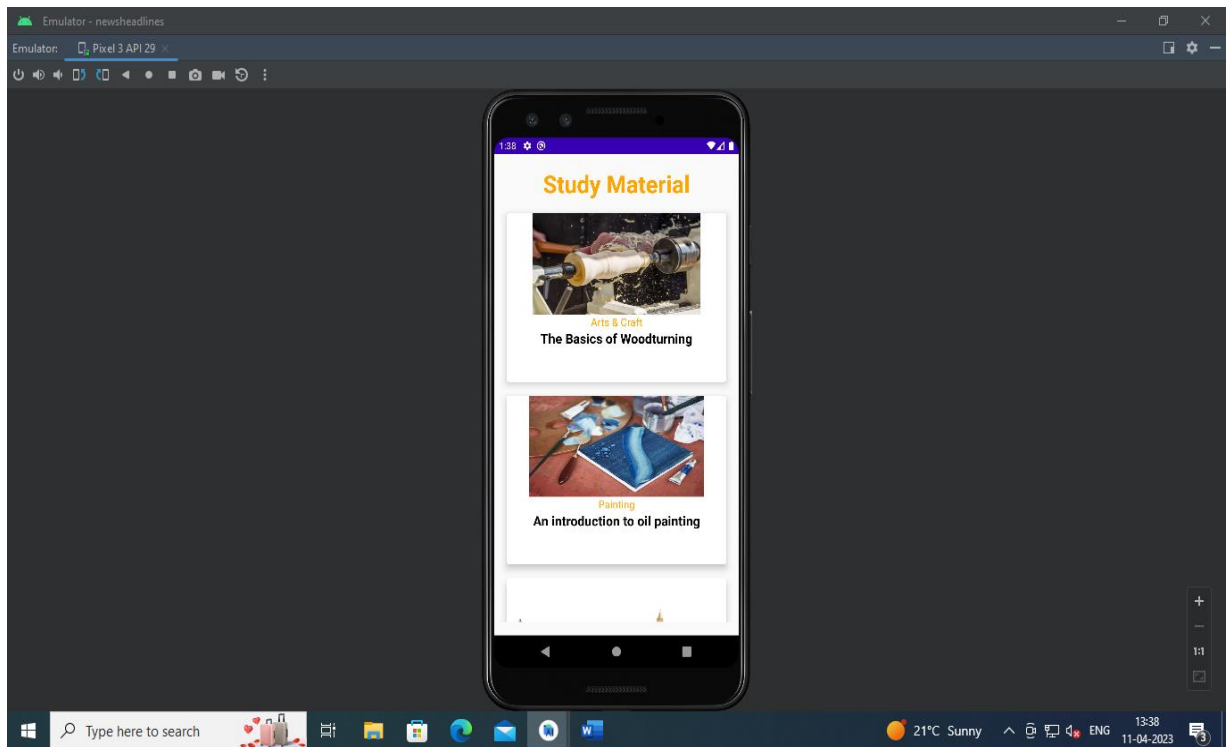 Emulator - newsheadlines
Emulator: Pixel 3 API 29
1:38
Study Material
Arts & Craft
The Basics of Woodturning
Painting
An introduction to oil painting
1:1
Type here to search
W
21°C Sunny
ENG
13:38
11-04-2023
3